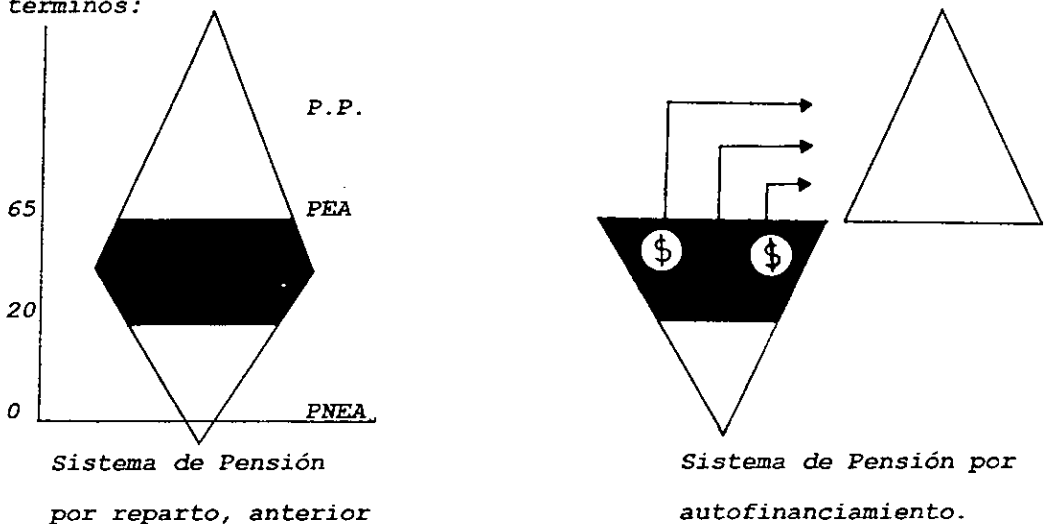 términos:
P.P.
65
PEA
$ $
20
0
PNEA
Sistema de Pensión
por reparto, anterior
Sistema de Pensión por
autofinanciamiento.